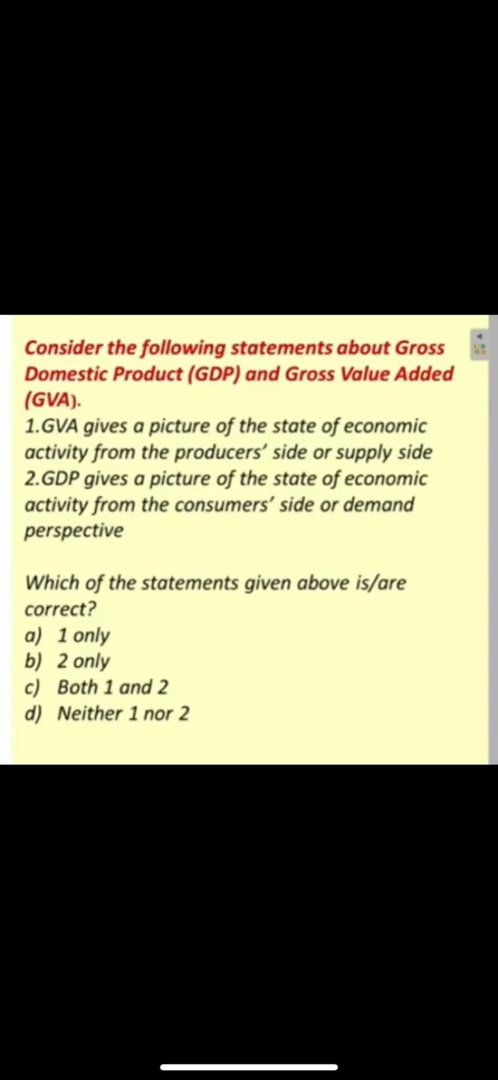 Consider the following statements about Gross
Domestic Product (GDP) and Gross Value Added
(GVA).
1.GVA gives a picture of the state of economic
activity from the producers’ side or supply side
2.GDP gives a picture of the state of economic
activity from the consumers’ side or demand
perspective
Which of the statements given above is/are
correct?
a) 1 only
b) 2 only
c) Both 1 and 2
d) Neither 1 nor 2